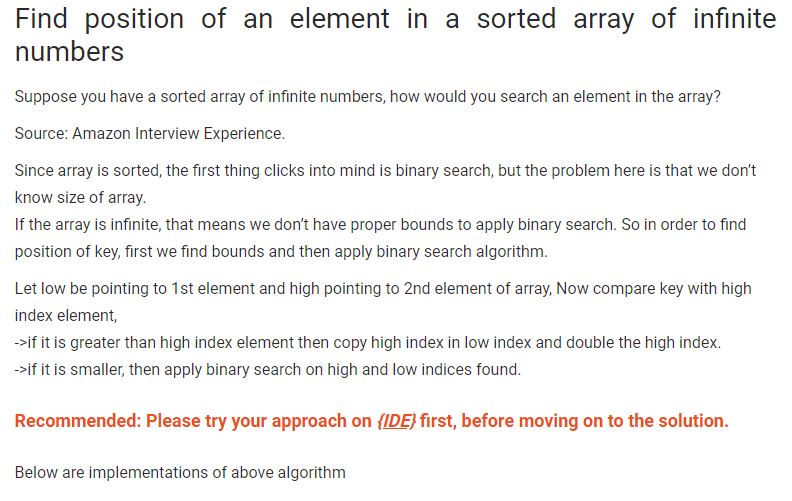 Find position of an element in a sorted array of infinite
numbers
Suppose you have a sorted array of infinite numbers, how would you search an element in the array?
Source: Amazon Interview Experience.
Since array is sorted, the first thing clicks into mind is binary search, but the problem here is that we don’t
know size of array.
If the array is infinite, that means we don’t have proper bounds to apply binary search. So in order to find
position of key, first we find bounds and then apply binary search algorithm.
Let low be pointing to 1st element and high pointing to 2nd element of array, Now compare key with high
index element,
->if it is greater than high index element then copy high index in low index and double the high index.
->if it is smaller, then apply binary search on high and low indices found.
Recommended: Please try your approach on {IDE} first, before moving on to the solution.
Below are implementations of above algorithm